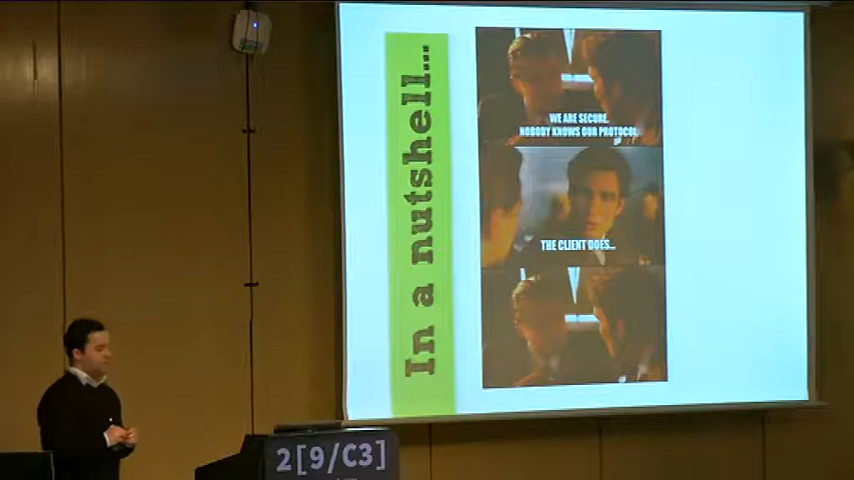 In a nutshell...
WE ARE SECURE.
NOBODY KNOWS OUR PROTOCOL
THE CLIENT DOES...
2[9/C3]